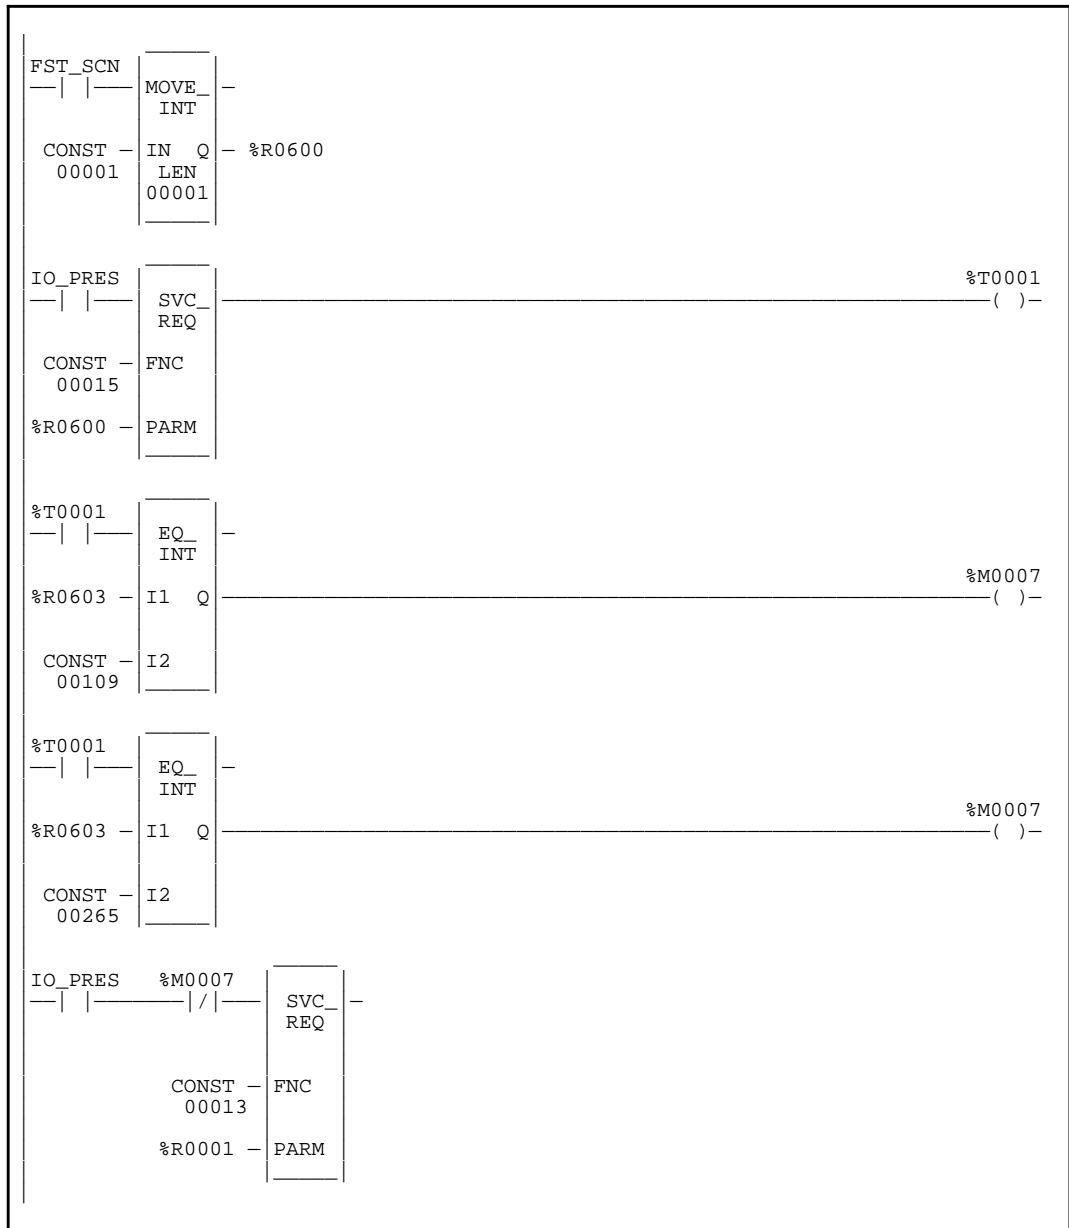 FST_SCN
MOVE_
INT
CONST IN Q %R0600
00001 LEN
00001
IO_PRES %T0001
SVC_ ( )
REQ
CONST FNC
00015
%R0600 PARM
%T0001
EQ_
INT
%M0007
%R0603 I1 Q ( )
CONST I2
00109
%T0001
EQ_
INT
%M0007
%R0603 I1 Q ( )
CONST I2
00265
IO_PRES %M0007
|/| SVC_
REQ
CONST FNC
00013
%R0001 PARM